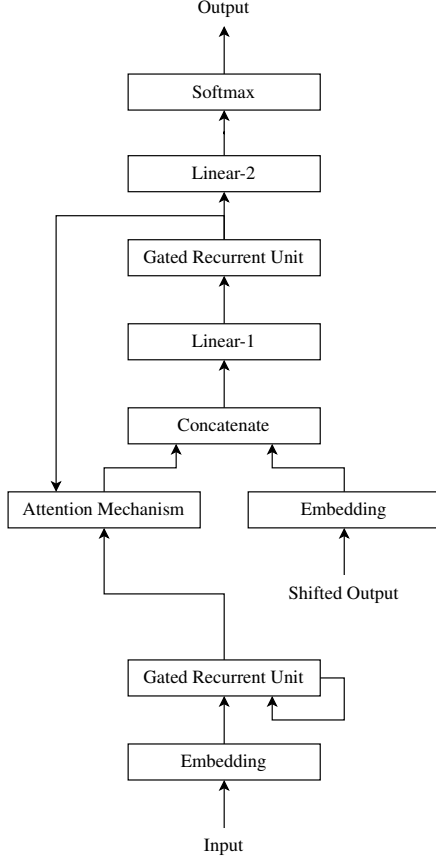 Output
Softmax
Linear-2
Gated Recurrent Unit
Linear-1
Concatenate
Attention Mechanism
Embedding
Shifted Output
Gated Recurrent Unit
Embedding
Input